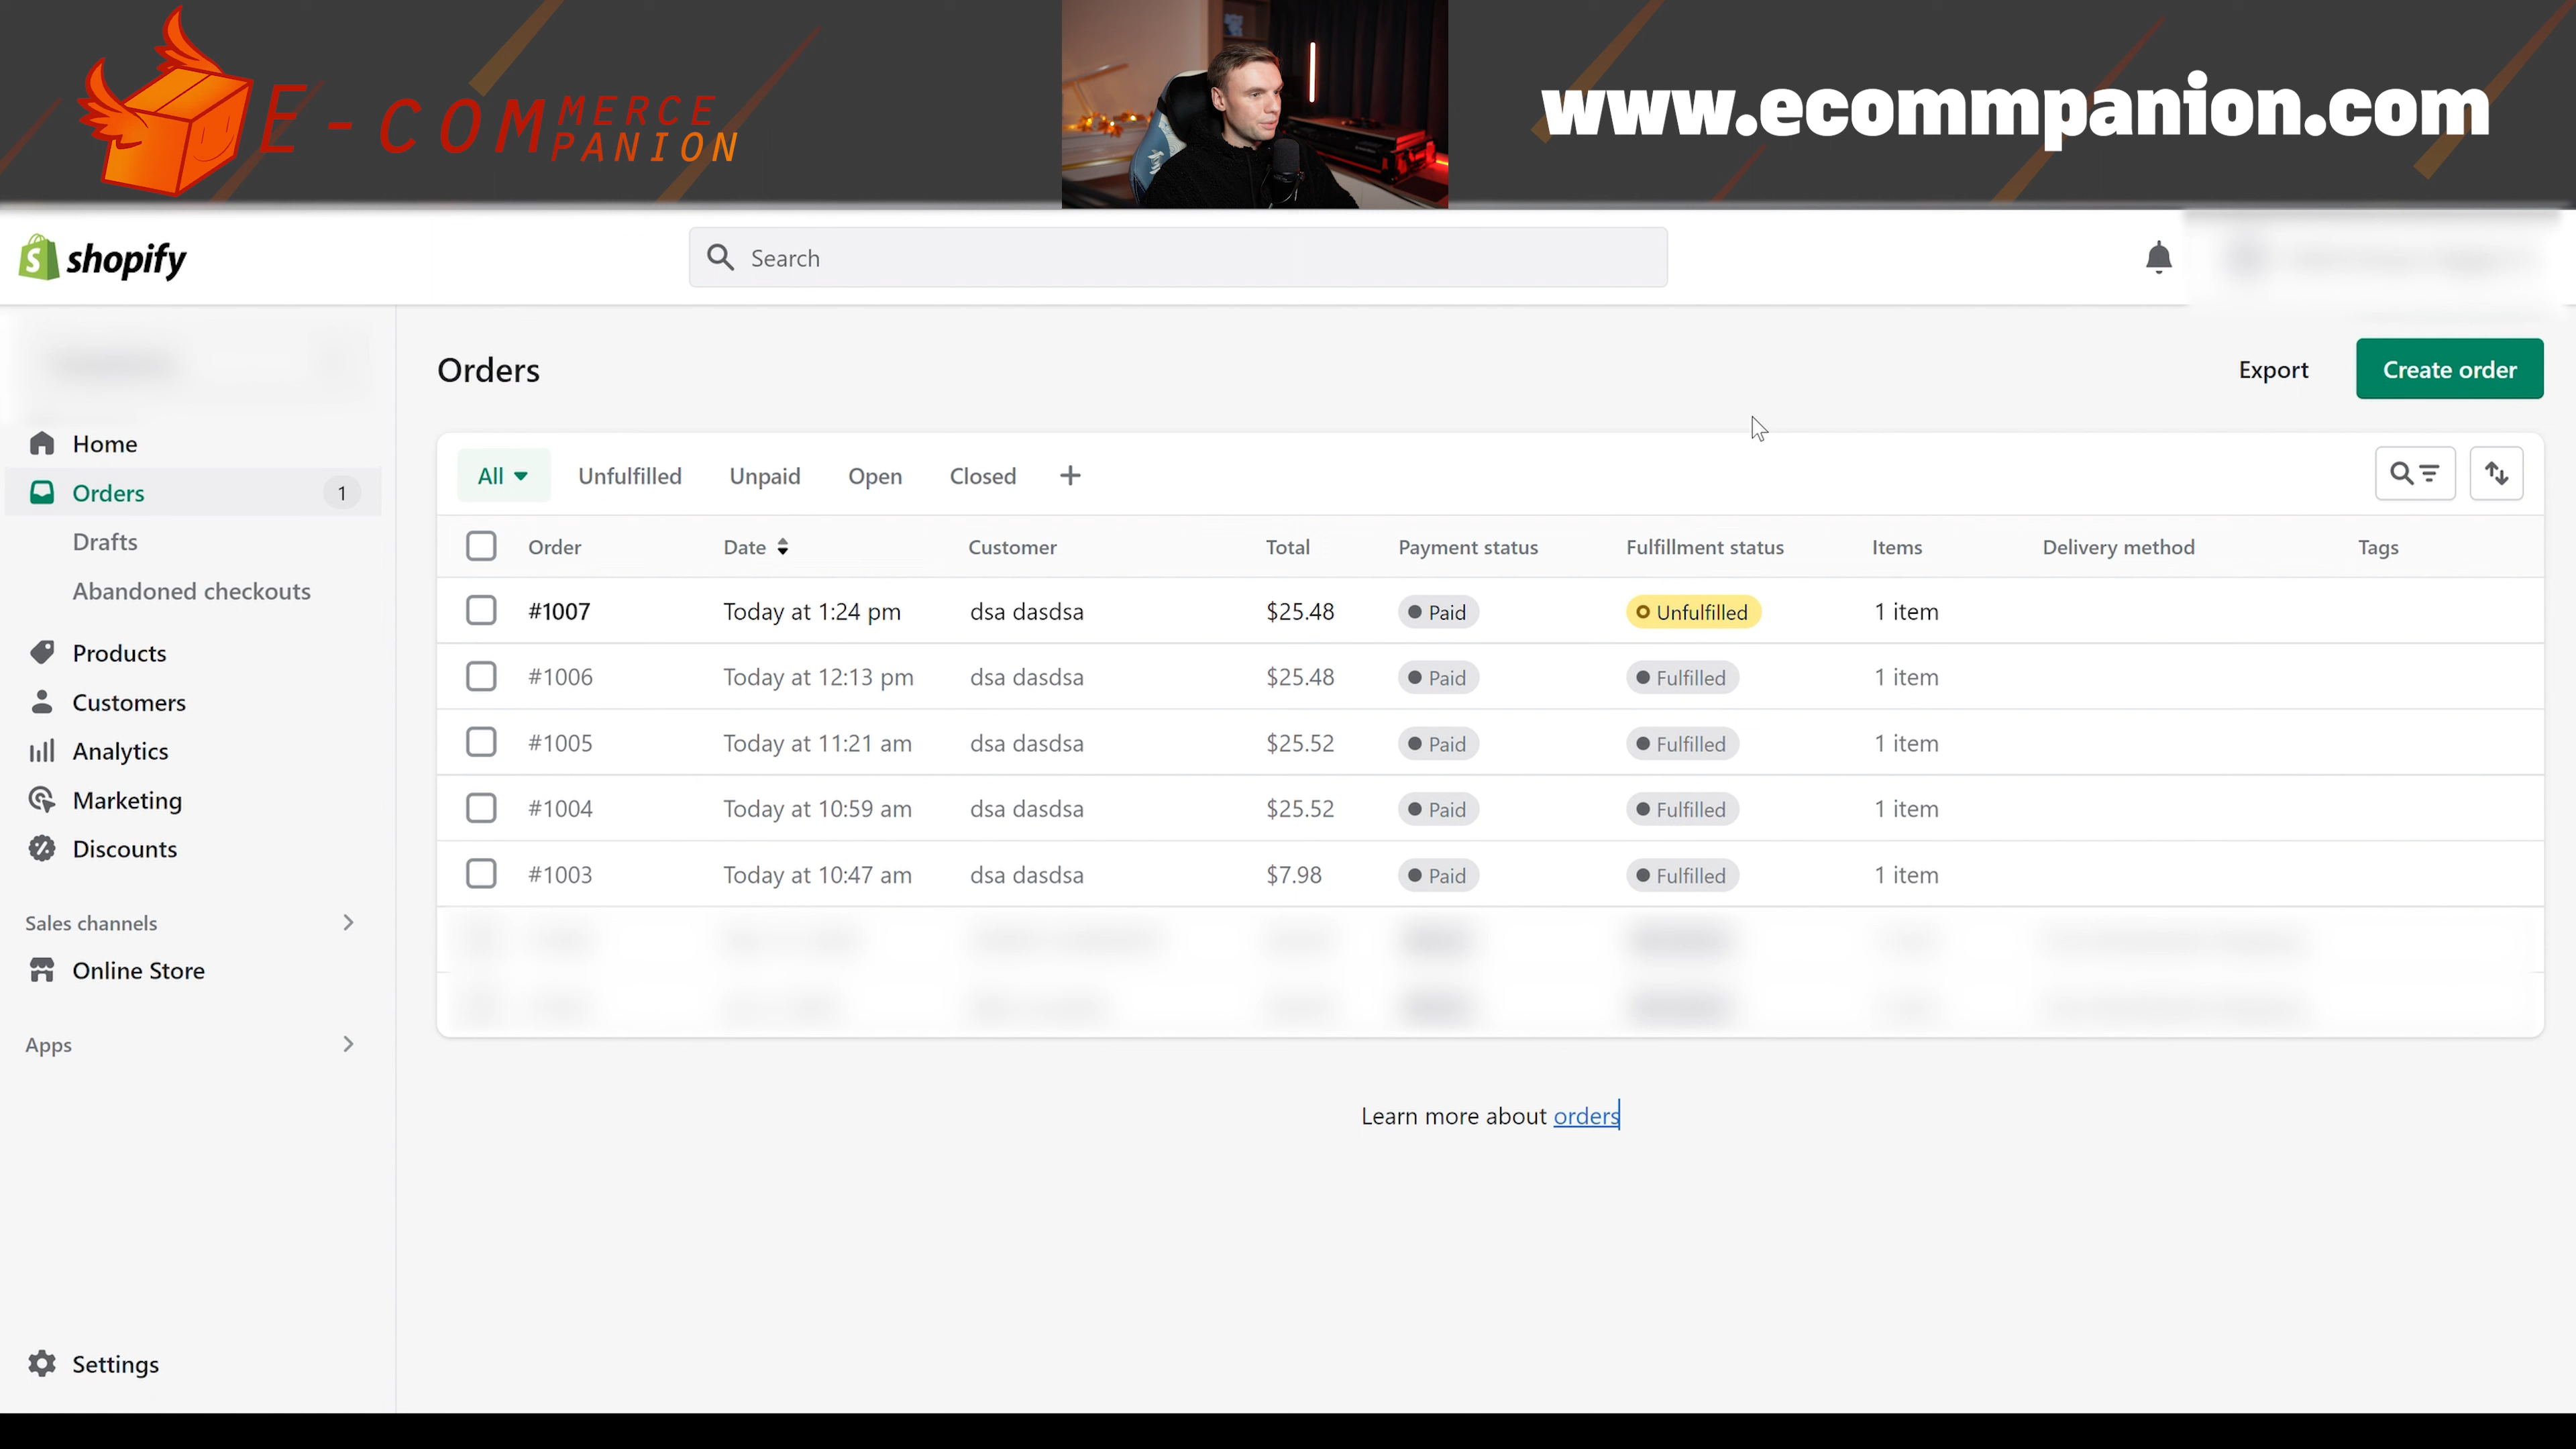 E-COMMERCE
PANION
www.ecommpanion.com
shopify
Search
Home
Orders 1
Drafts
Abandoned checkouts
Products
Customers
Analytics
Marketing
Discounts
Sales channels
Online Store
Apps
Settings
Orders
Export
Create order
All Unfulfilled Unpaid Open Closed +
Order Date Customer Total Payment status Fulfillment status Items Delivery method Tags
#1007 Today at 1:24 pm dsa dasdsa $25.48 Paid Unfulfilled 1 item
#1006 Today at 12:13 pm dsa dasdsa $25.48 Paid Fulfilled 1 item
#1005 Today at 11:21 am dsa dasdsa $25.52 Paid Fulfilled 1 item
#1004 Today at 10:59 am dsa dasdsa $25.52 Paid Fulfilled 1 item
#1003 Today at 10:47 am dsa dasdsa $7.98 Paid Fulfilled 1 item
Learn more about orders